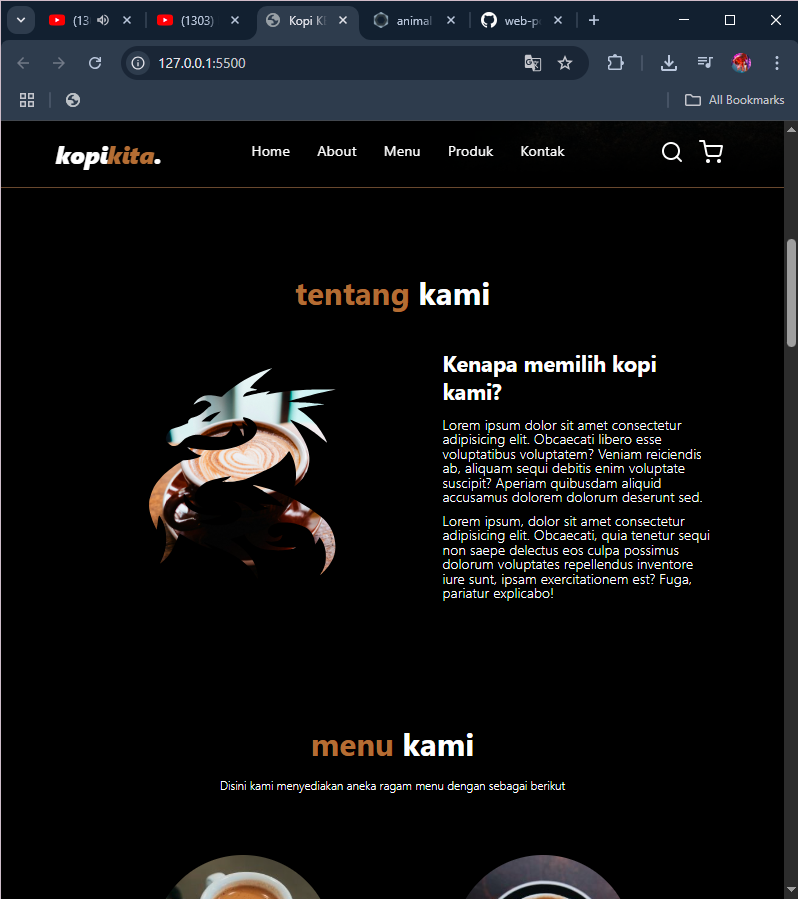 (13
(1303)
Kopi K
animal
web-p
127.0.0.1:5500
All Bookmarks
kopikita.
Home About Menu Produk Kontak
tentang kami
Kenapa memilih kopi
kami?
Lorem ipsum dolor sit amet consectetur
adipisicing elit. Obcaecati libero esse
voluptatibus voluptatem? Veniam reiciendis
ab, aliquam sequi debitis enim voluptate
suscipit? Aperiam quibusdam aliquid
accusamus dolorem dolorum deserunt sed.
Lorem ipsum, dolor sit amet consectetur
adipisicing elit. Obcaecati, quia tenetur sequi
non saepe delectus eos culpa possimus
dolorum voluptates repellendus inventore
iure sunt, ipsam exercitationem est? Fuga,
pariatur explicabo!
menu kami
Disini kami menyediakan aneka ragam menu dengan sebagai berikut